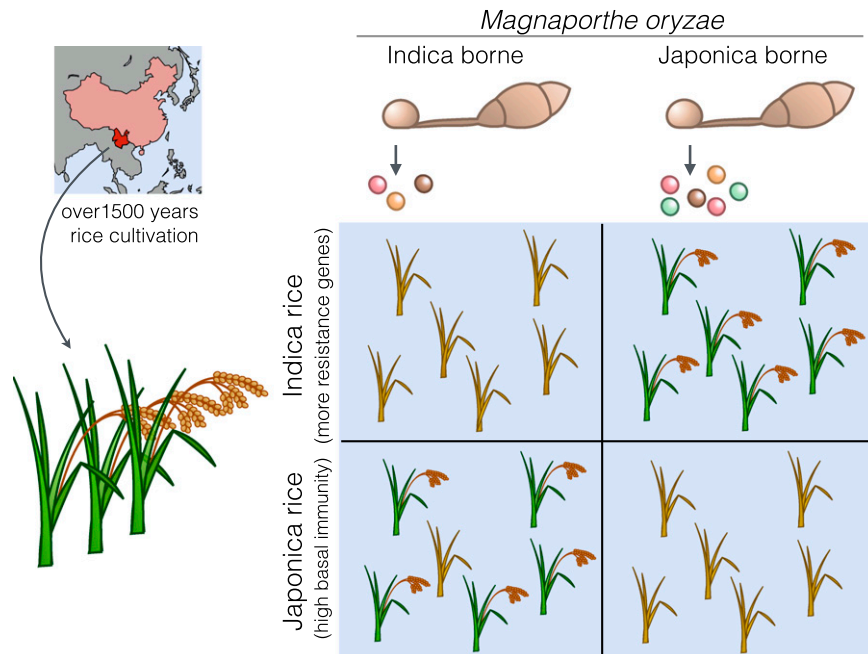 Magnaporthe oryzae
Indica borne
Japonica borne
over1500 years
rice cultivation
Indica rice
(more resistance genes)
Japonica rice
(high basal immunity)